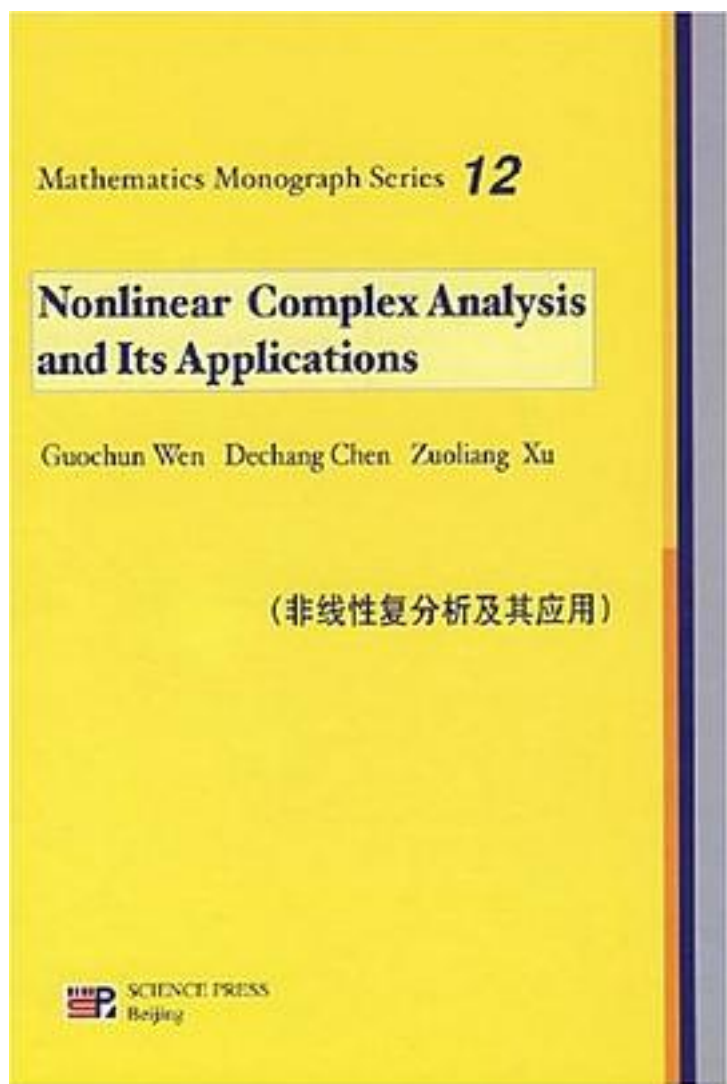 Mathematics Monograph Series 12
Nonlinear Complex Analysis
and Its Applications
Guochun Wen Dechang Chen Zuoliang Xu
(非线性复分析及其应用)
SCIENCE PRESS
Beijing